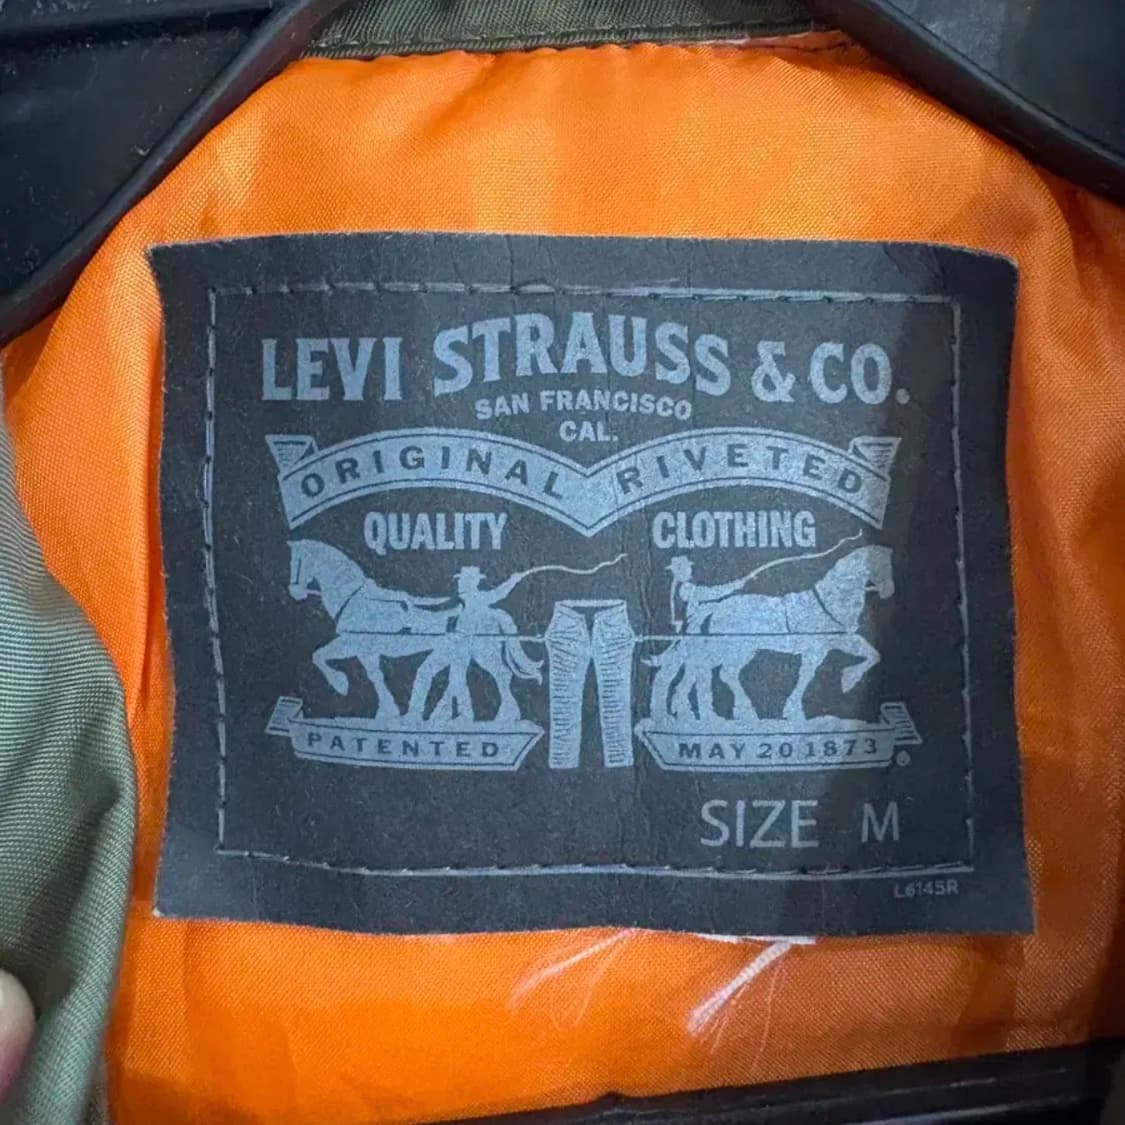 LEVI STRAUSS & CO.
SAN FRANCISCO
CAL.
ORIGINAL RIVETED
QUALITY CLOTHING
PATENTED MAY 20 1873 ®
SIZE M
L6145R